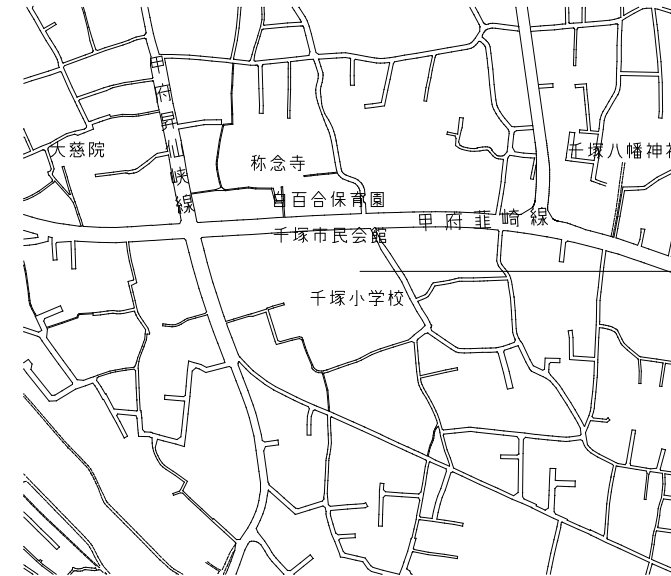 甲府昇仙峡線
大慈院
称念寺
千塚八幡神社
白百合保育園
甲府韮崎線
千塚市民会館
千塚小学校